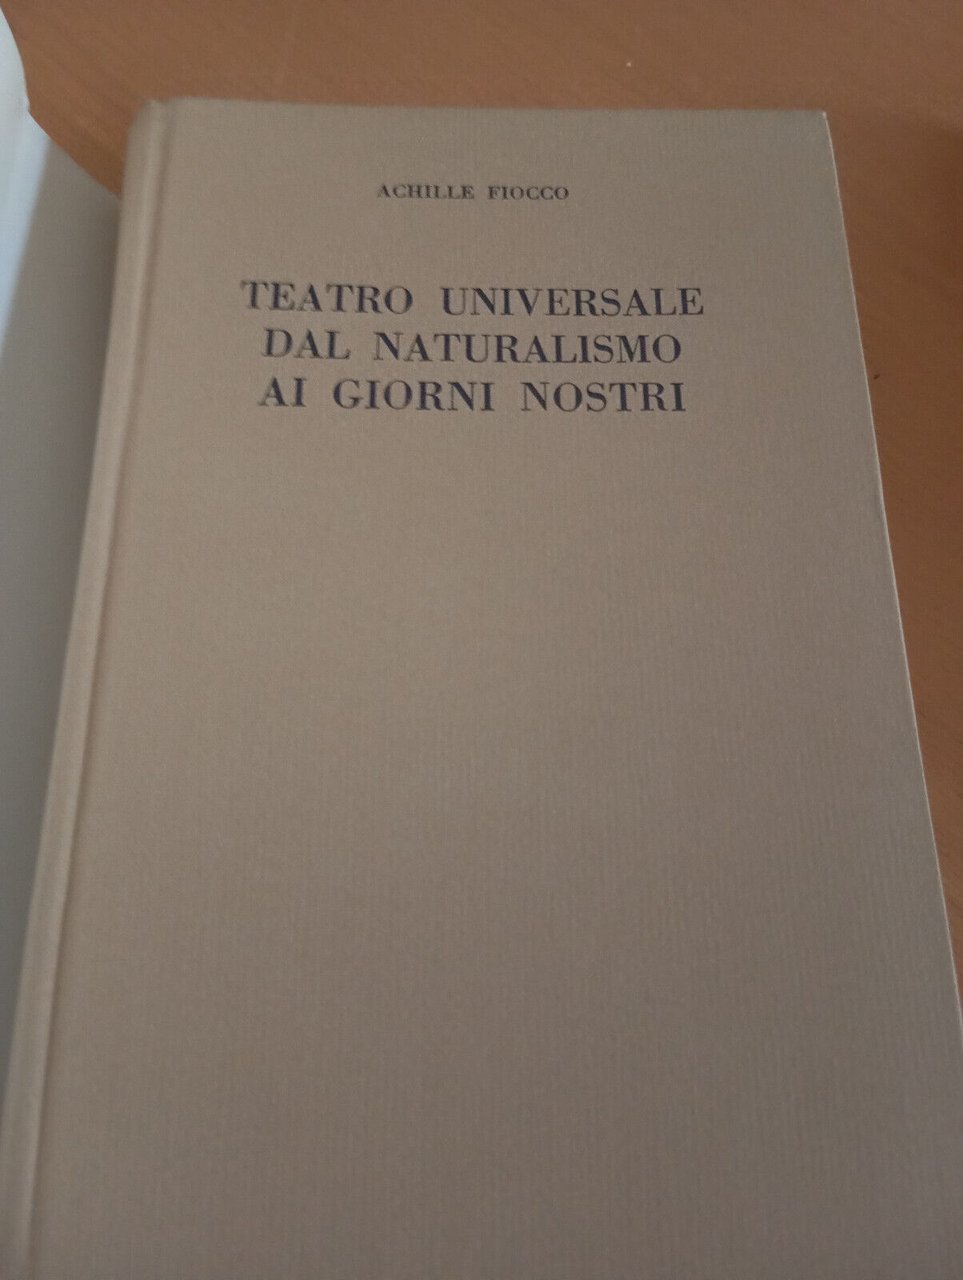 ACHILLE FIOCCO
TEATRO UNIVERSALE
DAL NATURALISMO
AI GIORNI NOSTRI